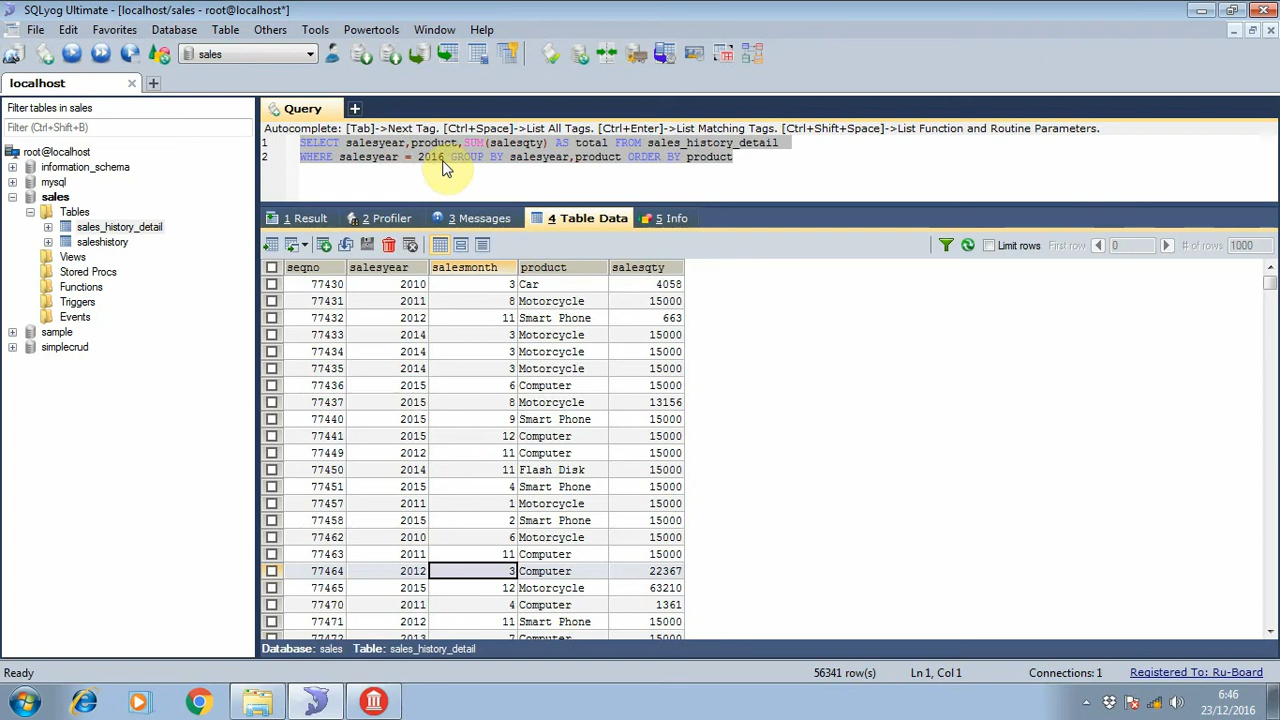 SQLyog Ultimate - [localhost/sales - root@localhost*]
File Edit Favorites Database Table Others Tools Powertools Window Help
sales
localhost
Filter tables in sales
Filter (Ctrl+Shift+B)
root@localhost
information_schema
mysql
sales
Tables
sales_history_detail
saleshistory
Views
Stored Procs
Functions
Triggers
Events
sample
simplecrud
Query
Autocomplete: [Tab]->Next Tag. [Ctrl+Space]->List All Tags. [Ctrl+Enter]->List Matching Tags. [Ctrl+Shift+Space]->List Function and Routine Parameters.
1 SELECT salesyear,product,SUM(salesqty) AS total FROM sales_history_detail
2 WHERE salesyear = 2016 GROUP BY salesyear,product ORDER BY product
1 Result 2 Profiler 3 Messages 4 Table Data 5 Info
Limit rows First row: 0 # of rows: 1000
seqno salesyear salesmonth product salesqty
77430 2010 3 Car 4058
77431 2011 8 Motorcycle 15000
77432 2012 11 Smart Phone 663
77433 2014 3 Motorcycle 15000
77434 2014 3 Motorcycle 15000
77435 2014 3 Motorcycle 15000
77436 2015 6 Computer 15000
77437 2015 8 Motorcycle 13156
77440 2015 9 Smart Phone 15000
77441 2015 12 Computer 15000
77449 2012 11 Computer 15000
77450 2014 11 Flash Disk 15000
77451 2015 4 Smart Phone 15000
77457 2011 1 Motorcycle 15000
77458 2015 2 Smart Phone 15000
77462 2010 6 Motorcycle 15000
77463 2011 11 Computer 15000
77464 2012 3 Computer 22367
77465 2015 12 Motorcycle 63210
77470 2011 4 Computer 1361
77471 2012 11 Smart Phone 15000
77472 2013 7 Computer 15000
Database: sales Table: sales_history_detail
Ready 56341 row(s) Ln 1, Col 1 Connections: 1 Registered To: Ru-Board
6:46
23/12/2016